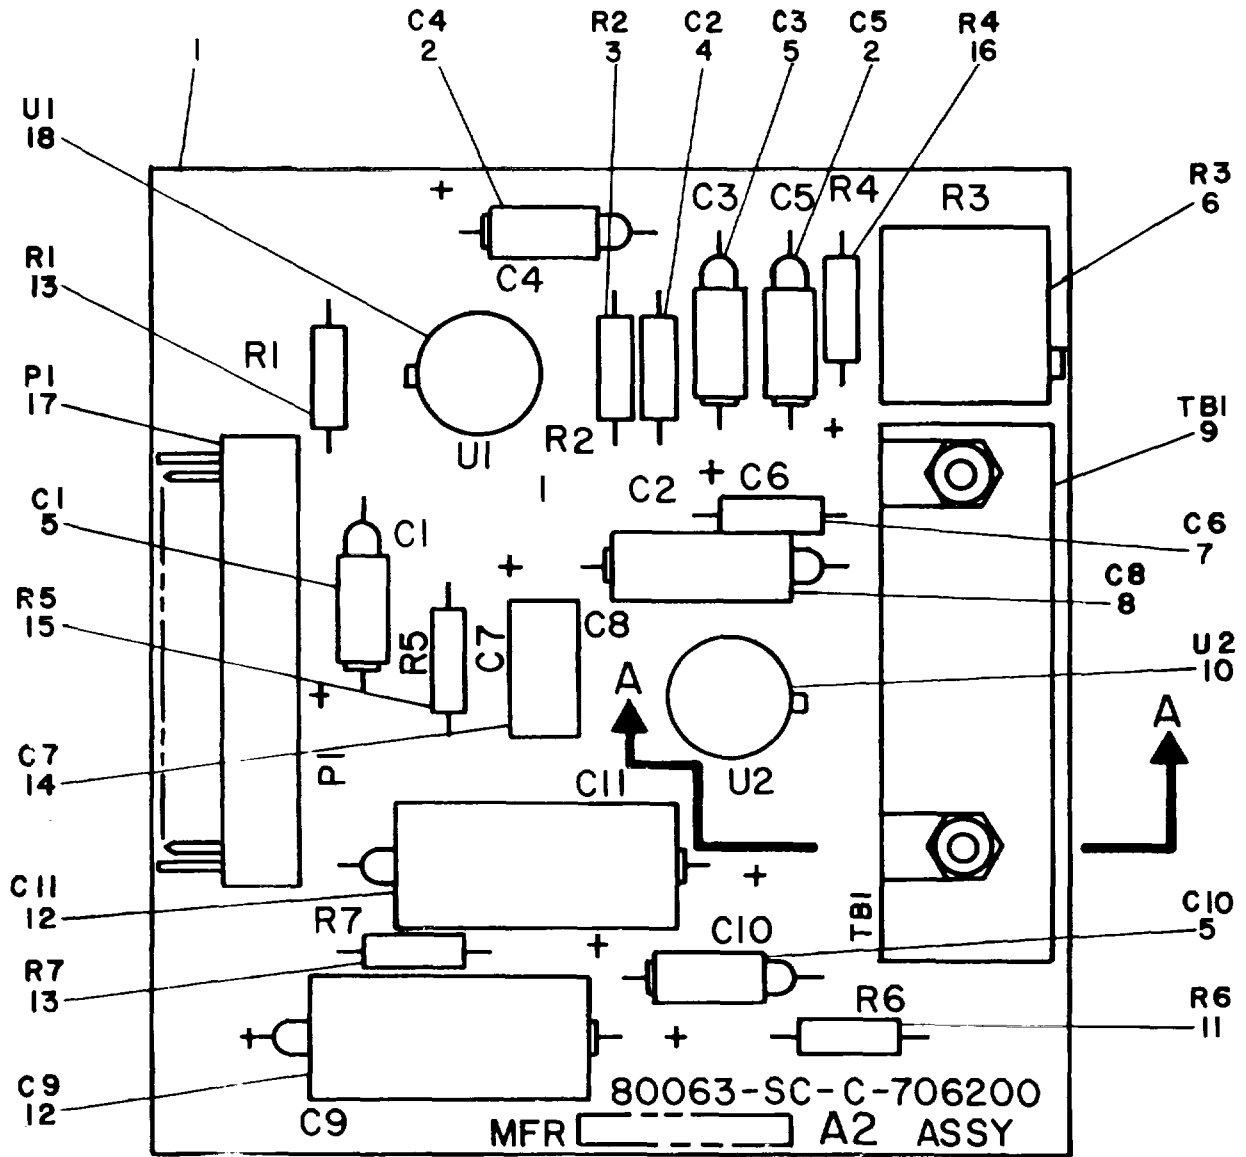 C4
2
R2
3
C2
4
C3
5
C5
2
R4
16
1
U1
18
R3
6
R1
13
P1
17
TB1
9
C1
5
C6
7
R5
15
C8
8
U2
10
C7
14
C11
12
C10
5
R7
13
R6
11
C9
12
+
C4
C3
C5
R4
R3
R1
U1
R2
1
+
+
C2
C6
C1
+
R5
C7
C8
A
A
+
P1
C11
U2
+
TB1
R7
+
C10
R6
+
+
C9
80063-SC-C-706200
MFR
A2 ASSY